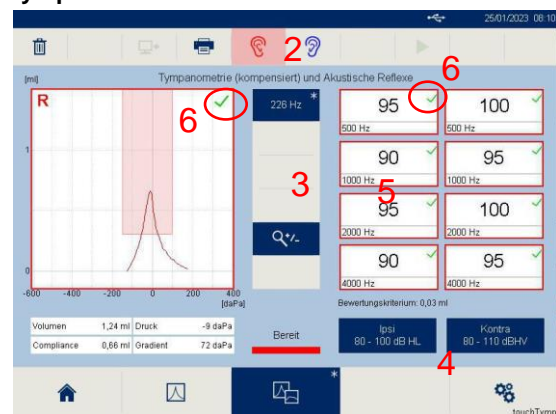 25/01/2023 08:10
2
6
[ml]
Tympanometrie (kompensiert) und Akustische Reflexe
R
6
226 Hz *
3
5
95
500 Hz
100
500 Hz
90
1000 Hz
95
1000 Hz
95
2000 Hz
100
2000 Hz
90
4000 Hz
95
4000 Hz
1
0
-600 -400 -200 0 200 400
[daPa]
+/-
Bewertungskriterium: 0,03 ml
Volumen 1,24 ml Druck -9 daPa
Compliance 0,66 ml Gradient 72 daPa
Bereit
Ipsi
80 - 100 dB HL
Kontra
80 - 110 dBHV
4
*
touchTymp